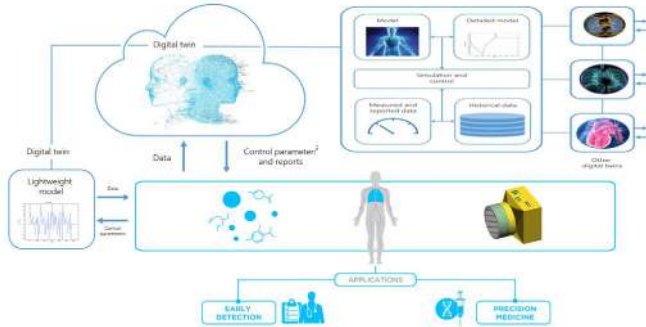 Digital twin
Model
Detailed model
Simulation and
control
Measured and
reported data
Historical data
Other
digital twins
Digital twin
Data
Control parameter
and reports
Lightweight
model
Data
Control
parameter
APPLICATIONS
EARLY
DETECTION
PRECISION
MEDICINE